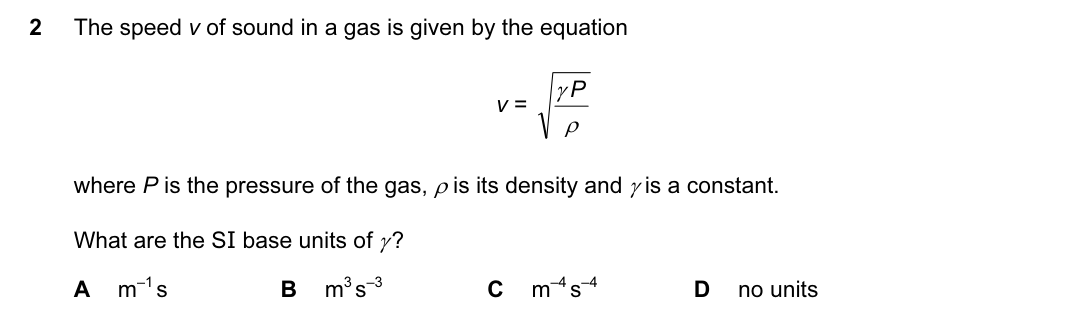 2 The speed v of sound in a gas is given by the equation
v = √(γP/ρ)
where P is the pressure of the gas, ρ is its density and γ is a constant.
What are the SI base units of γ?
A m⁻¹ s B m³ s⁻³ C m⁻⁴ s⁻⁴ D no units